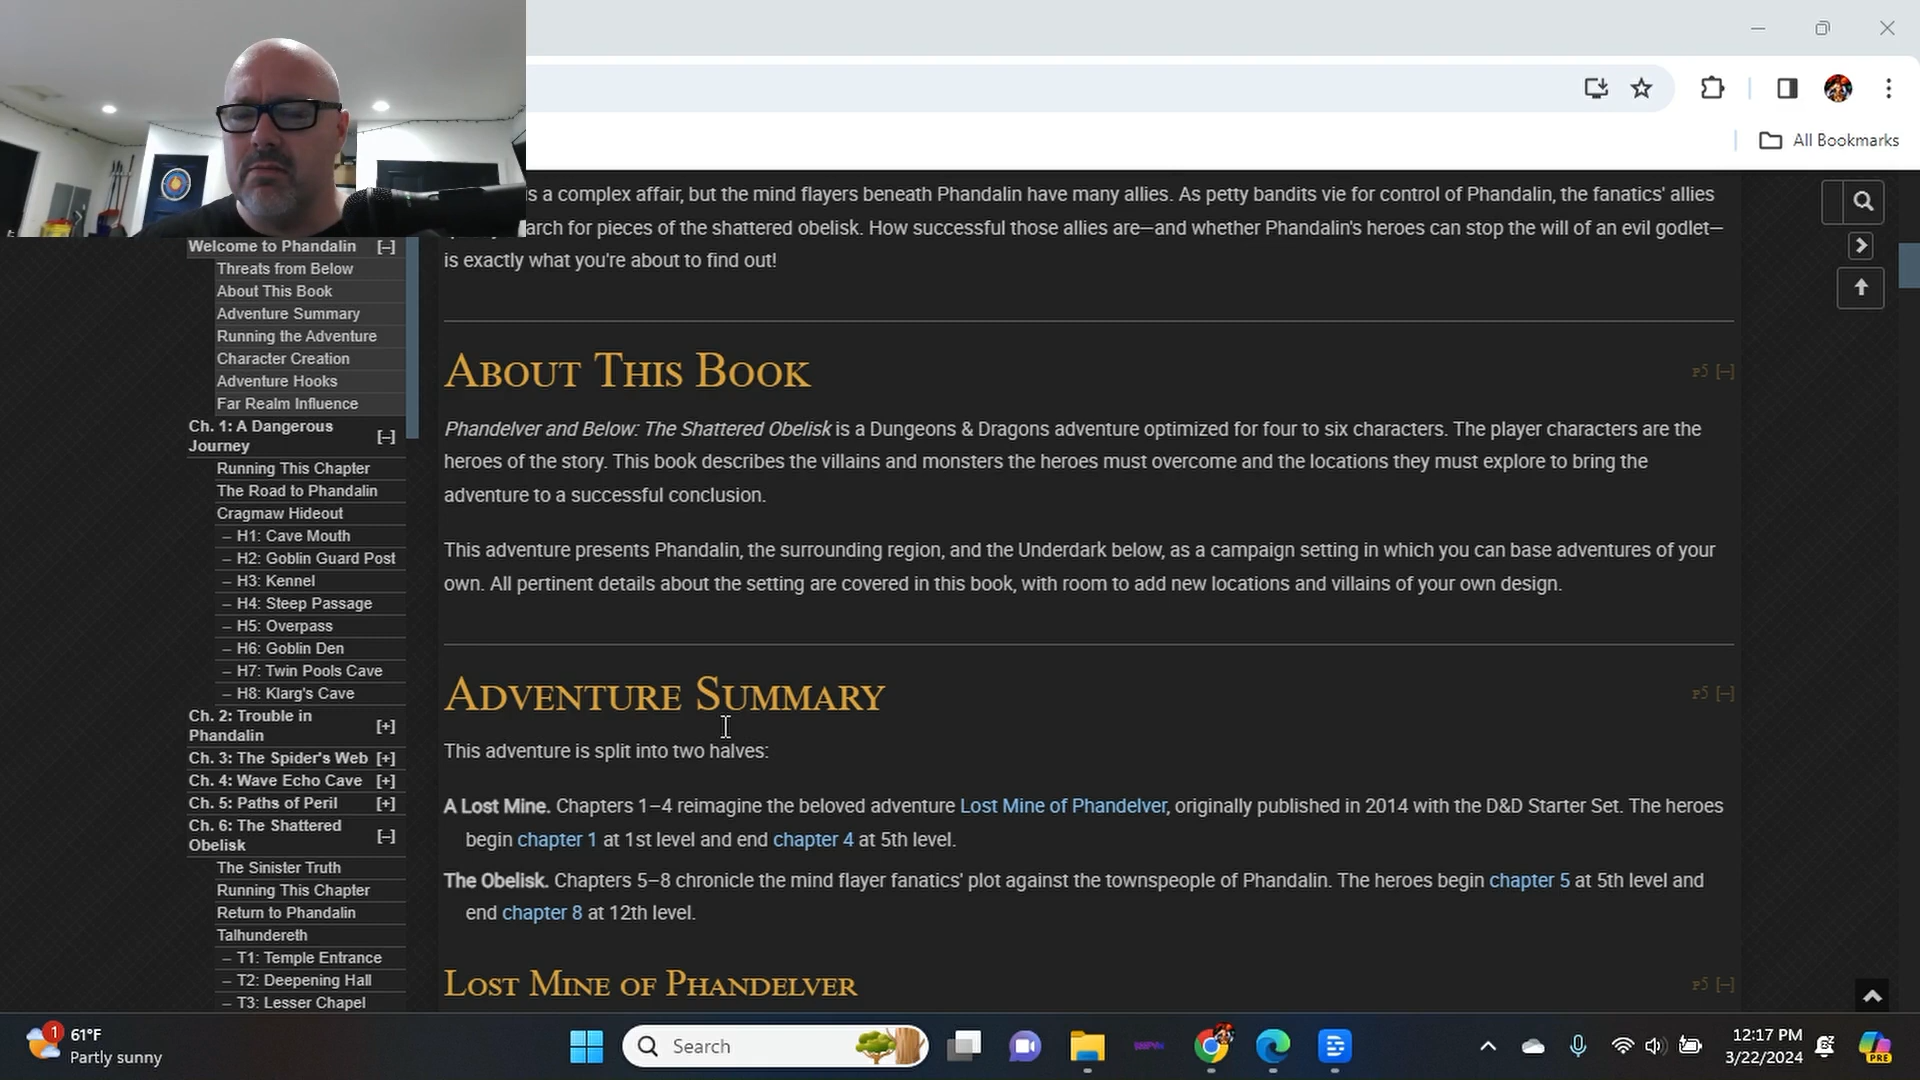 All Bookmarks
s a complex affair, but the mind flayers beneath Phandalin have many allies. As petty bandits vie for control of Phandalin, the fanatics' allies
arch for pieces of the shattered obelisk. How successful those allies are—and whether Phandalin's heroes can stop the will of an evil godlet—
is exactly what you're about to find out!
Welcome to Phandalin [–]
Threats from Below
About This Book
Adventure Summary
Running the Adventure
Character Creation
Adventure Hooks
Far Realm Influence
Ch. 1: A Dangerous
Journey [–]
Running This Chapter
The Road to Phandalin
Cragmaw Hideout
– H1: Cave Mouth
– H2: Goblin Guard Post
– H3: Kennel
– H4: Steep Passage
– H5: Overpass
– H6: Goblin Den
– H7: Twin Pools Cave
– H8: Klarg's Cave
Ch. 2: Trouble in
Phandalin [+]
Ch. 3: The Spider's Web [+]
Ch. 4: Wave Echo Cave [+]
Ch. 5: Paths of Peril [+]
Ch. 6: The Shattered
Obelisk [–]
The Sinister Truth
Running This Chapter
Return to Phandalin
Talhundereth
– T1: Temple Entrance
– T2: Deepening Hall
– T3: Lesser Chapel
About This Book P5 [–]
Phandelver and Below: The Shattered Obelisk is a Dungeons & Dragons adventure optimized for four to six characters. The player characters are the
heroes of the story. This book describes the villains and monsters the heroes must overcome and the locations they must explore to bring the
adventure to a successful conclusion.
This adventure presents Phandalin, the surrounding region, and the Underdark below, as a campaign setting in which you can base adventures of your
own. All pertinent details about the setting are covered in this book, with room to add new locations and villains of your own design.
Adventure Summary P5 [–]
This adventure is split into two halves:
A Lost Mine. Chapters 1–4 reimagine the beloved adventure Lost Mine of Phandelver, originally published in 2014 with the D&D Starter Set. The heroes
begin chapter 1 at 1st level and end chapter 4 at 5th level.
The Obelisk. Chapters 5–8 chronicle the mind flayer fanatics' plot against the townspeople of Phandalin. The heroes begin chapter 5 at 5th level and
end chapter 8 at 12th level.
Lost Mine of Phandelver P5 [–]
1
61°F
Partly sunny
Search
12:17 PM
3/22/2024
PRE